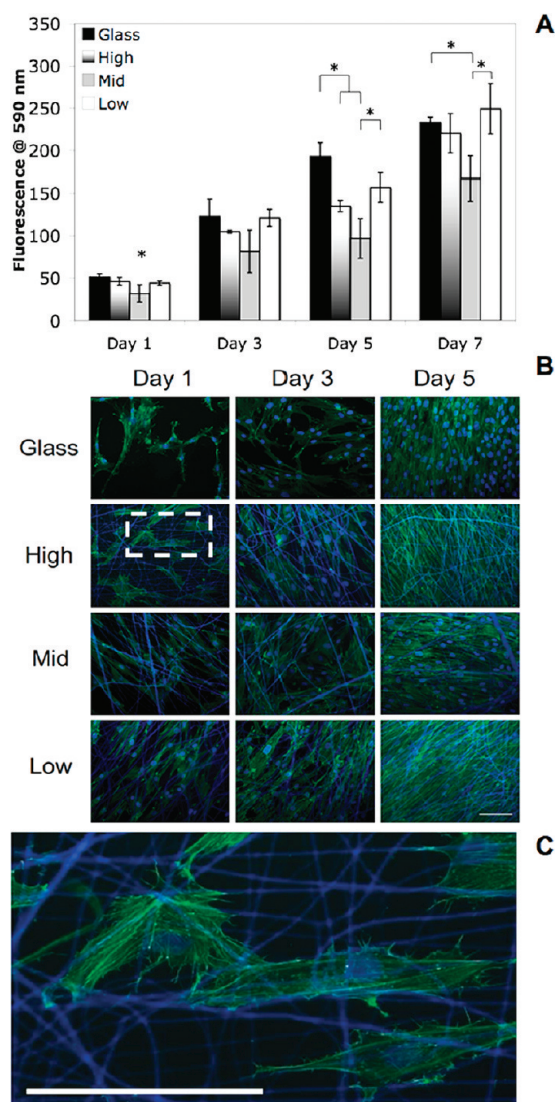 A
Fluorescence @ 590 nm
350
300
250
200
150
100
50
0
Glass
High
Mid
Low
*
*
*
*
*
Day 1 Day 3 Day 5 Day 7
B
Day 1 Day 3 Day 5
Glass
High
Mid
Low
C